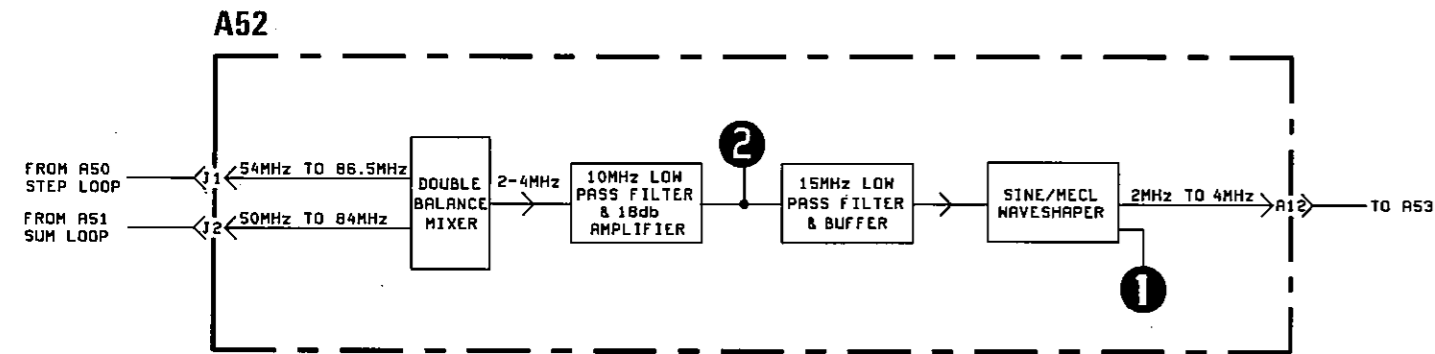 A52
FROM A50
STEP LOOP
J1
54MHz TO 86.5MHz
FROM A51
SUM LOOP
J2
50MHz TO 84MHz
DOUBLE
BALANCE
MIXER
2-4MHz
10MHz LOW
PASS FILTER
& 18db
AMPLIFIER
2
15MHz LOW
PASS FILTER
& BUFFER
SINE/MECL
WAVESHAPER
1
2MHz TO 4MHz
A12
TO A53